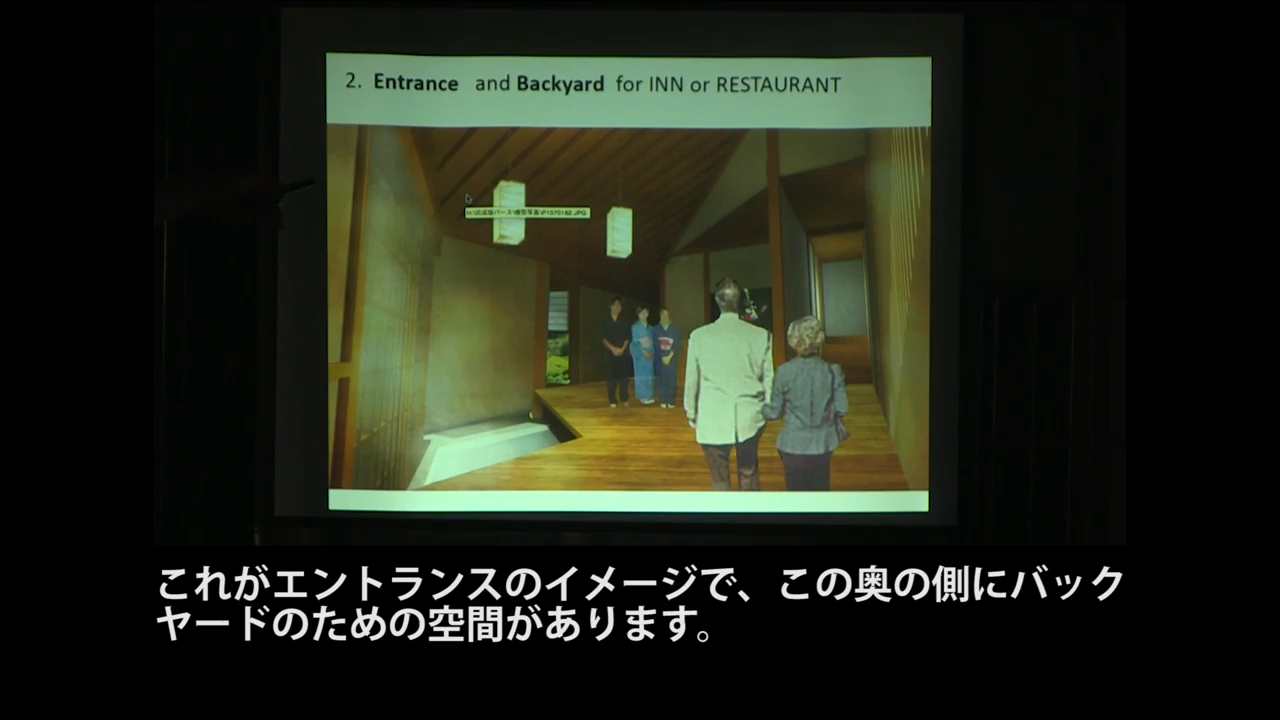 2. Entrance and Backyard for INN or RESTAURANT
これがエントランスのイメージで、この奥の側にバック
ヤードのための空間があります。